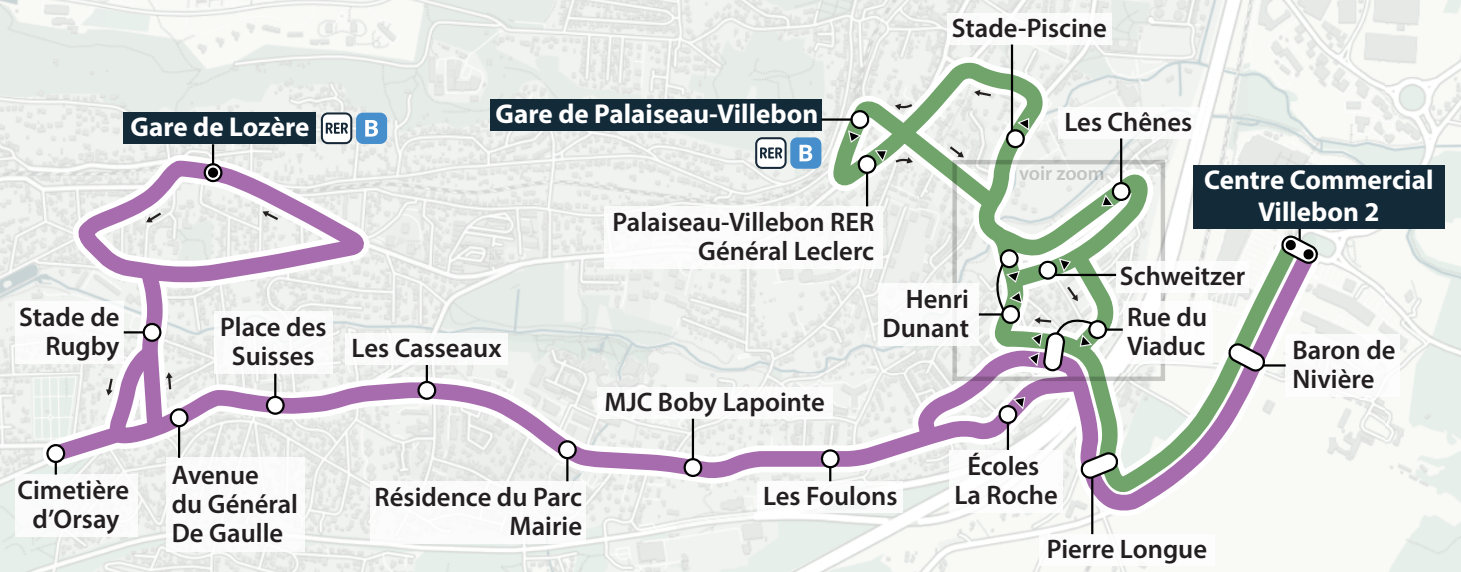 Stade-Piscine
Gare de Palaiseau-Villebon
RER B
Gare de Lozère RER B
Les Chênes
voir zoom
Centre Commercial
Villebon 2
Palaiseau-Villebon RER
Général Leclerc
Schweitzer
Henri
Dunant
Rue du
Viaduc
Stade de
Rugby
Place des
Suisses
Les Casseaux
Baron de
Nivière
MJC Boby Lapointe
Cimetière
d'Orsay
Avenue
du Général
De Gaulle
Résidence du Parc
Mairie
Les Foulons
Écoles
La Roche
Pierre Longue